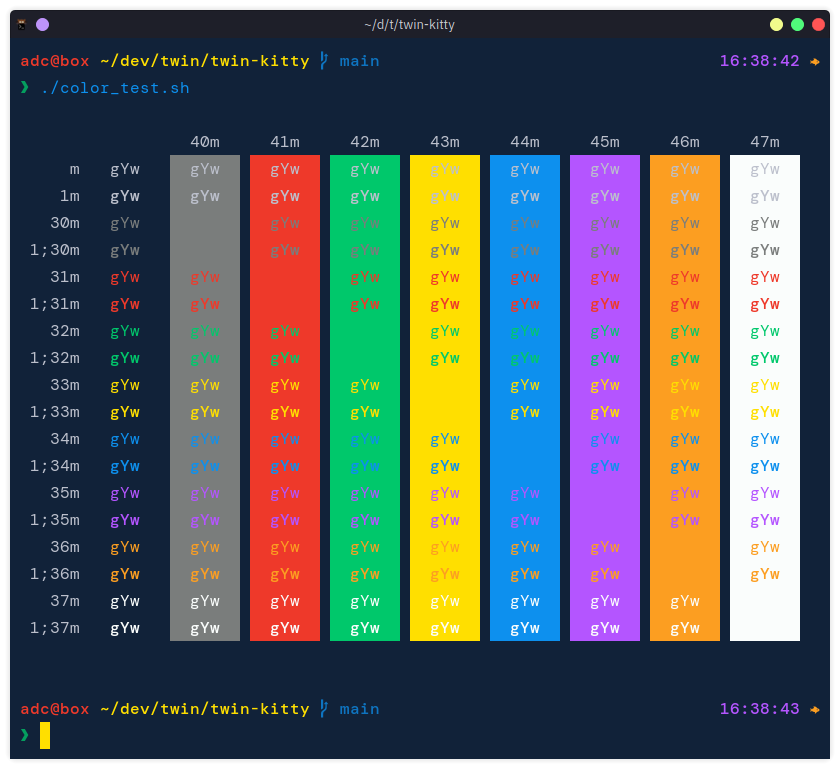 ~/d/t/twin-kitty
adc@box ~/dev/twin/twin-kitty main 16:38:42
❯ ./color_test.sh
40m 41m 42m 43m 44m 45m 46m 47m
m gYw gYw gYw gYw gYw gYw gYw gYw gYw
1m gYw gYw gYw gYw gYw gYw gYw gYw gYw
30m gYw gYw gYw gYw gYw gYw gYw gYw
1;30m gYw gYw gYw gYw gYw gYw gYw gYw
31m gYw gYw gYw gYw gYw gYw gYw gYw
1;31m gYw gYw gYw gYw gYw gYw gYw gYw
32m gYw gYw gYw gYw gYw gYw gYw gYw
1;32m gYw gYw gYw gYw gYw gYw gYw gYw
33m gYw gYw gYw gYw gYw gYw gYw gYw
1;33m gYw gYw gYw gYw gYw gYw gYw gYw
34m gYw gYw gYw gYw gYw gYw gYw gYw
1;34m gYw gYw gYw gYw gYw gYw gYw gYw
35m gYw gYw gYw gYw gYw gYw gYw gYw
1;35m gYw gYw gYw gYw gYw gYw gYw gYw
36m gYw gYw gYw gYw gYw gYw gYw gYw
1;36m gYw gYw gYw gYw gYw gYw gYw gYw
37m gYw gYw gYw gYw gYw gYw gYw gYw
1;37m gYw gYw gYw gYw gYw gYw gYw gYw
adc@box ~/dev/twin/twin-kitty main 16:38:43
❯